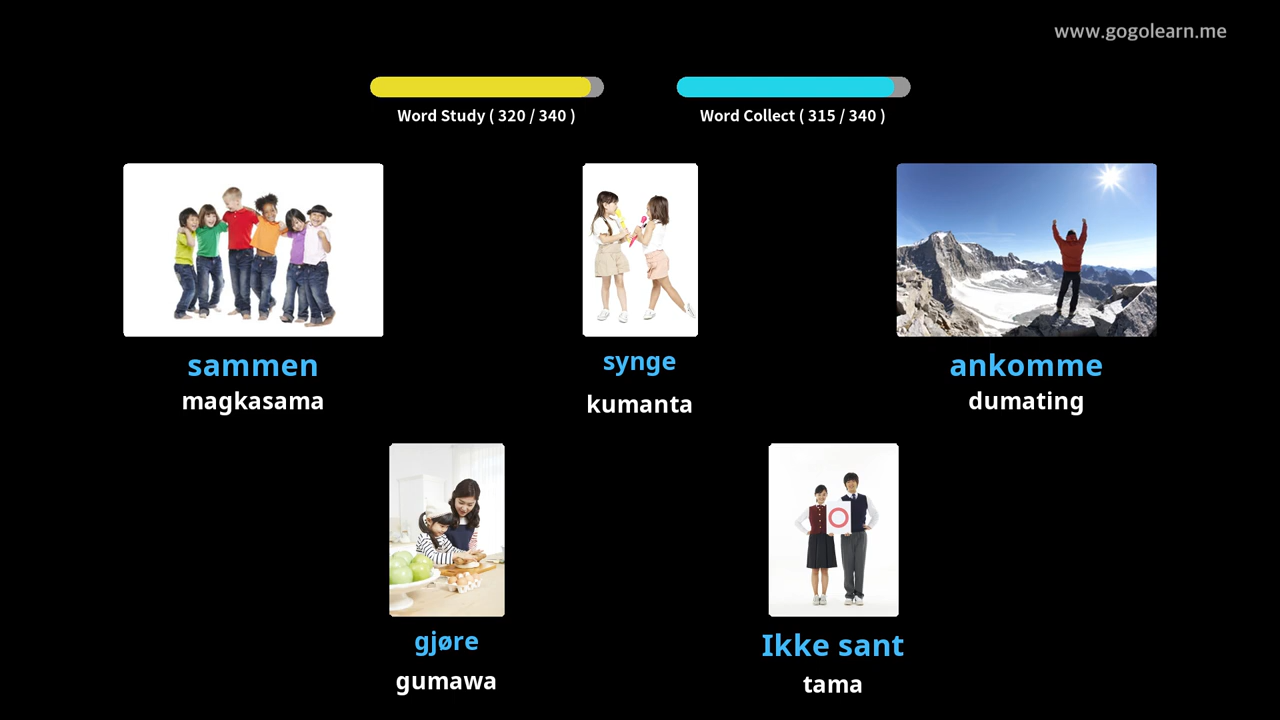 www.gogolearn.me
Word Study ( 320 / 340 )
Word Collect ( 315 / 340 )
sammen
magkasama
synge
kumanta
ankomme
dumating
gjøre
gumawa
Ikke sant
tama